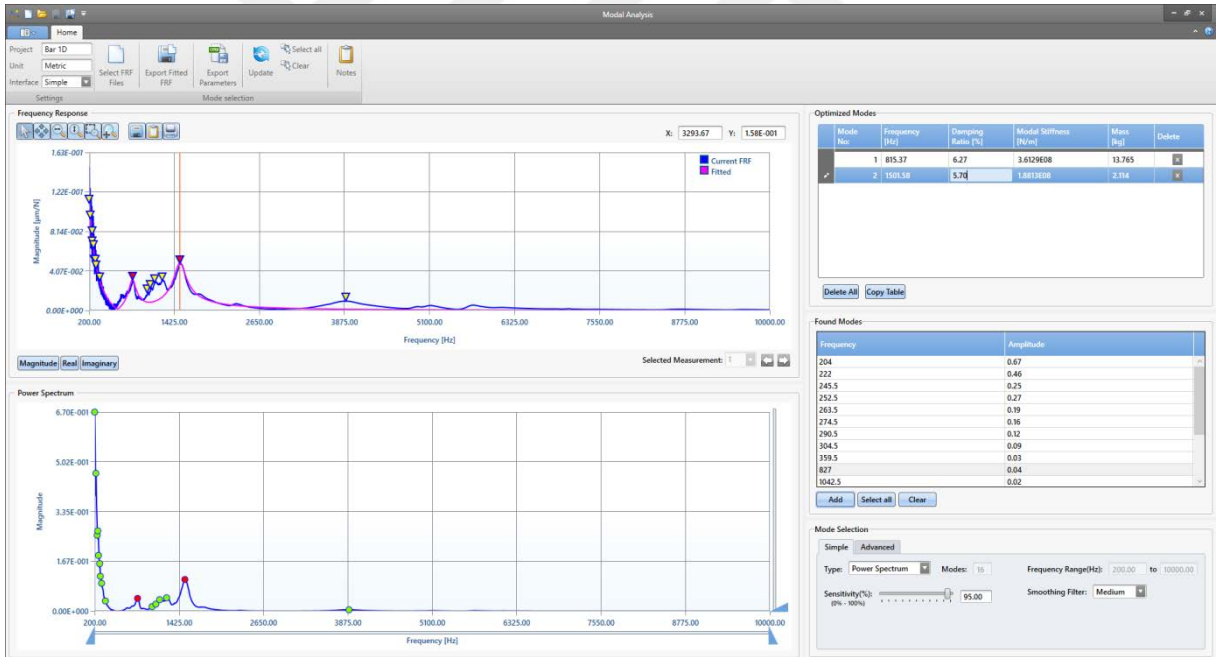 Modal Analysis
Home
Project Bar 1D
Unit Metric
Interface Simple
Select FRF Files
Export Fitted FRF
Export Parameters
Update
Select all
Clear
Notes
Settings
Mode selection
Frequency Response
X: 3293.67 Y: 1.58E-001
Current FRF
Fitted
Magnitude [µm/N]
1.63E-001
1.22E-001
8.14E-002
4.07E-002
0.00E+000
200.00 1425.00 2650.00 3875.00 5100.00 6325.00 7550.00 8775.00 10000.00
Frequency [Hz]
Magnitude Real Imaginary
Selected Measurement: 1
Power Spectrum
Magnitude
6.70E-001
5.02E-001
3.35E-001
1.67E-001
0.00E+000
200.00 1425.00 2650.00 3875.00 5100.00 6325.00 7550.00 8775.00 10000.00
Frequency [Hz]
Optimized Modes
Mode No: Frequency [Hz] Damping Ratio [%] Modal Stiffness [N/m] Mass [kg] Delete
1 815.37 6.27 3.6129E08 13.765 x
2 1501.58 5.70 1.8813E08 2.114 x
Delete All Copy Table
Found Modes
Frequency Amplitude
204 0.67
222 0.46
245.5 0.25
252.5 0.27
263.5 0.19
274.5 0.16
290.5 0.12
304.5 0.09
359.5 0.03
827 0.04
1042.5 0.02
Add Select all Clear
Mode Selection
Simple Advanced
Type: Power Spectrum Modes: 16 Frequency Range(Hz): 200.00 to 10000.00
Sensitivity(%): 95.00 Smoothing Filter: Medium
(0% - 100%)